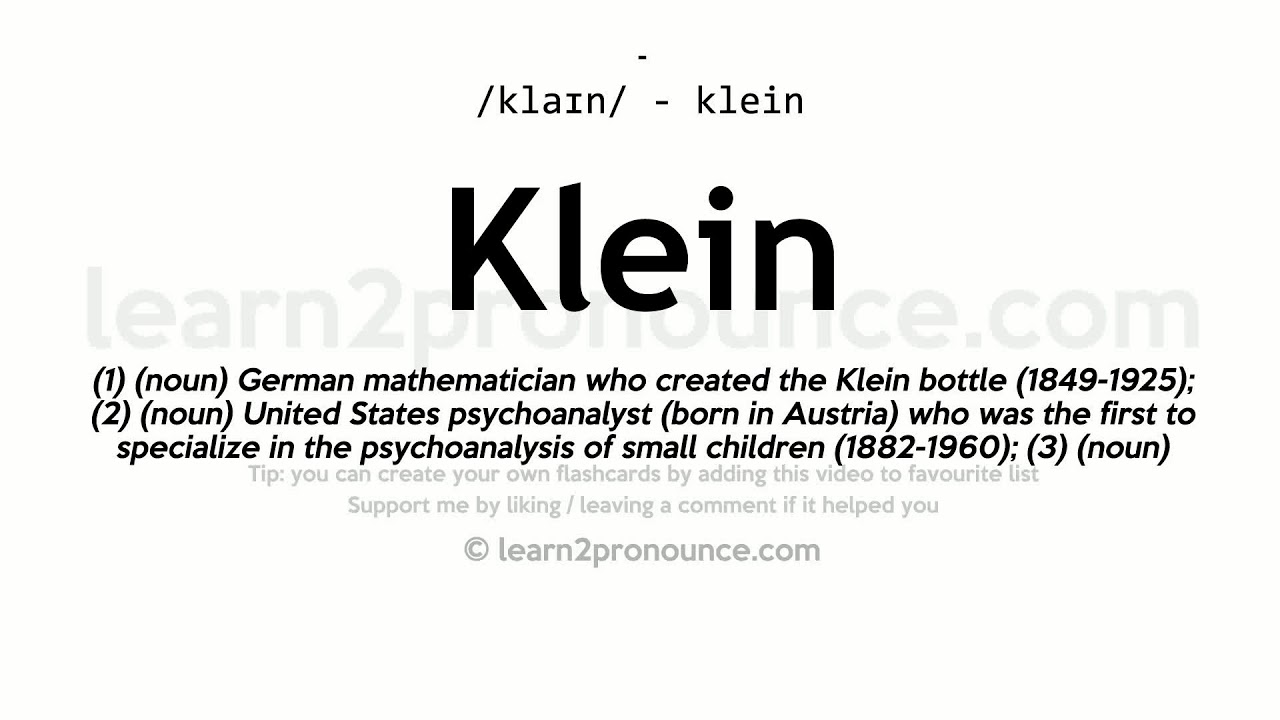 -
/klaɪn/ - klein
Klein
learn2pronounce.com
(1) (noun) German mathematician who created the Klein bottle (1849-1925);
(2) (noun) United States psychoanalyst (born in Austria) who was the first to
specialize in the psychoanalysis of small children (1882-1960); (3) (noun)
Tip: you can create your own flashcards by adding this video to favourite list
Support me by liking / leaving a comment if it helped you
© learn2pronounce.com